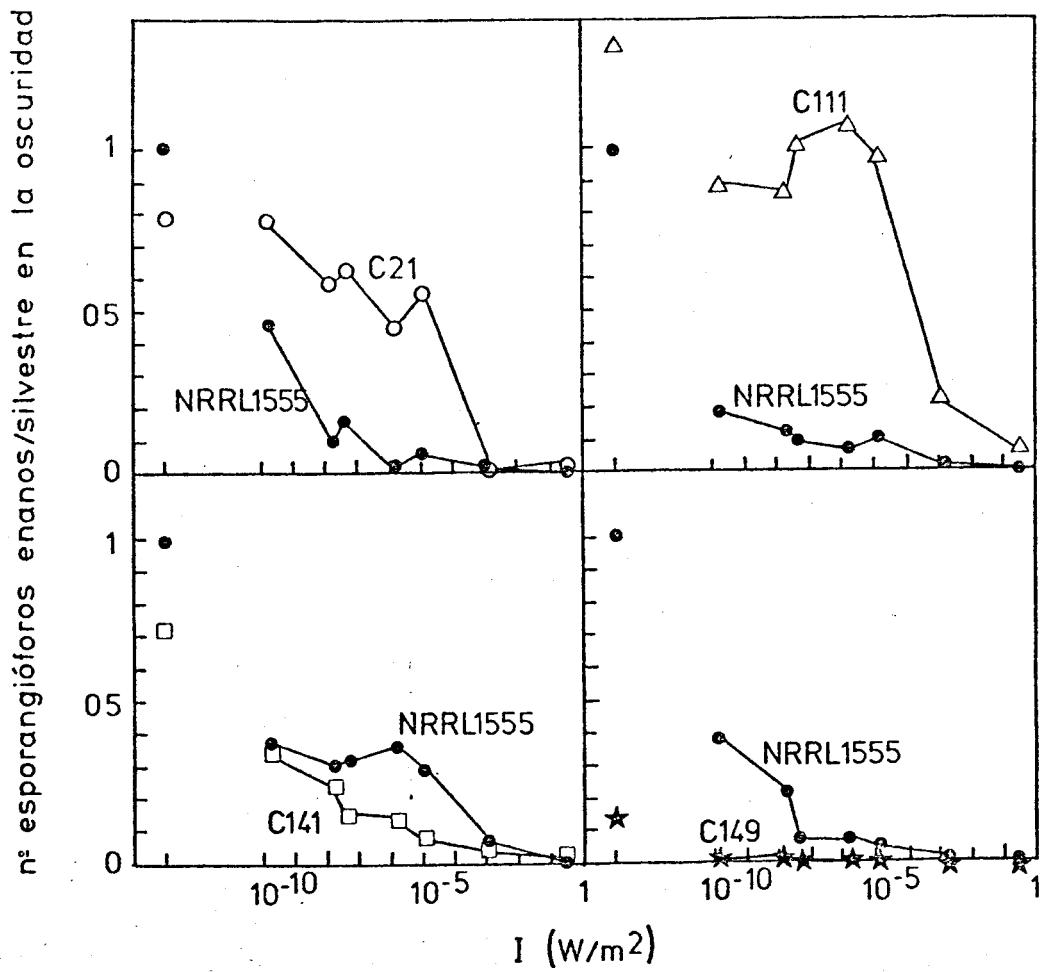 nº esporangióforos enanos/silvestre en la oscuridad
1
05
0
C21
NRRL1555
C111
NRRL1555
1
05
0
NRRL1555
C141
NRRL1555
C149
10-10
10-5
1
10-10
10-5
1
I (W/m2)